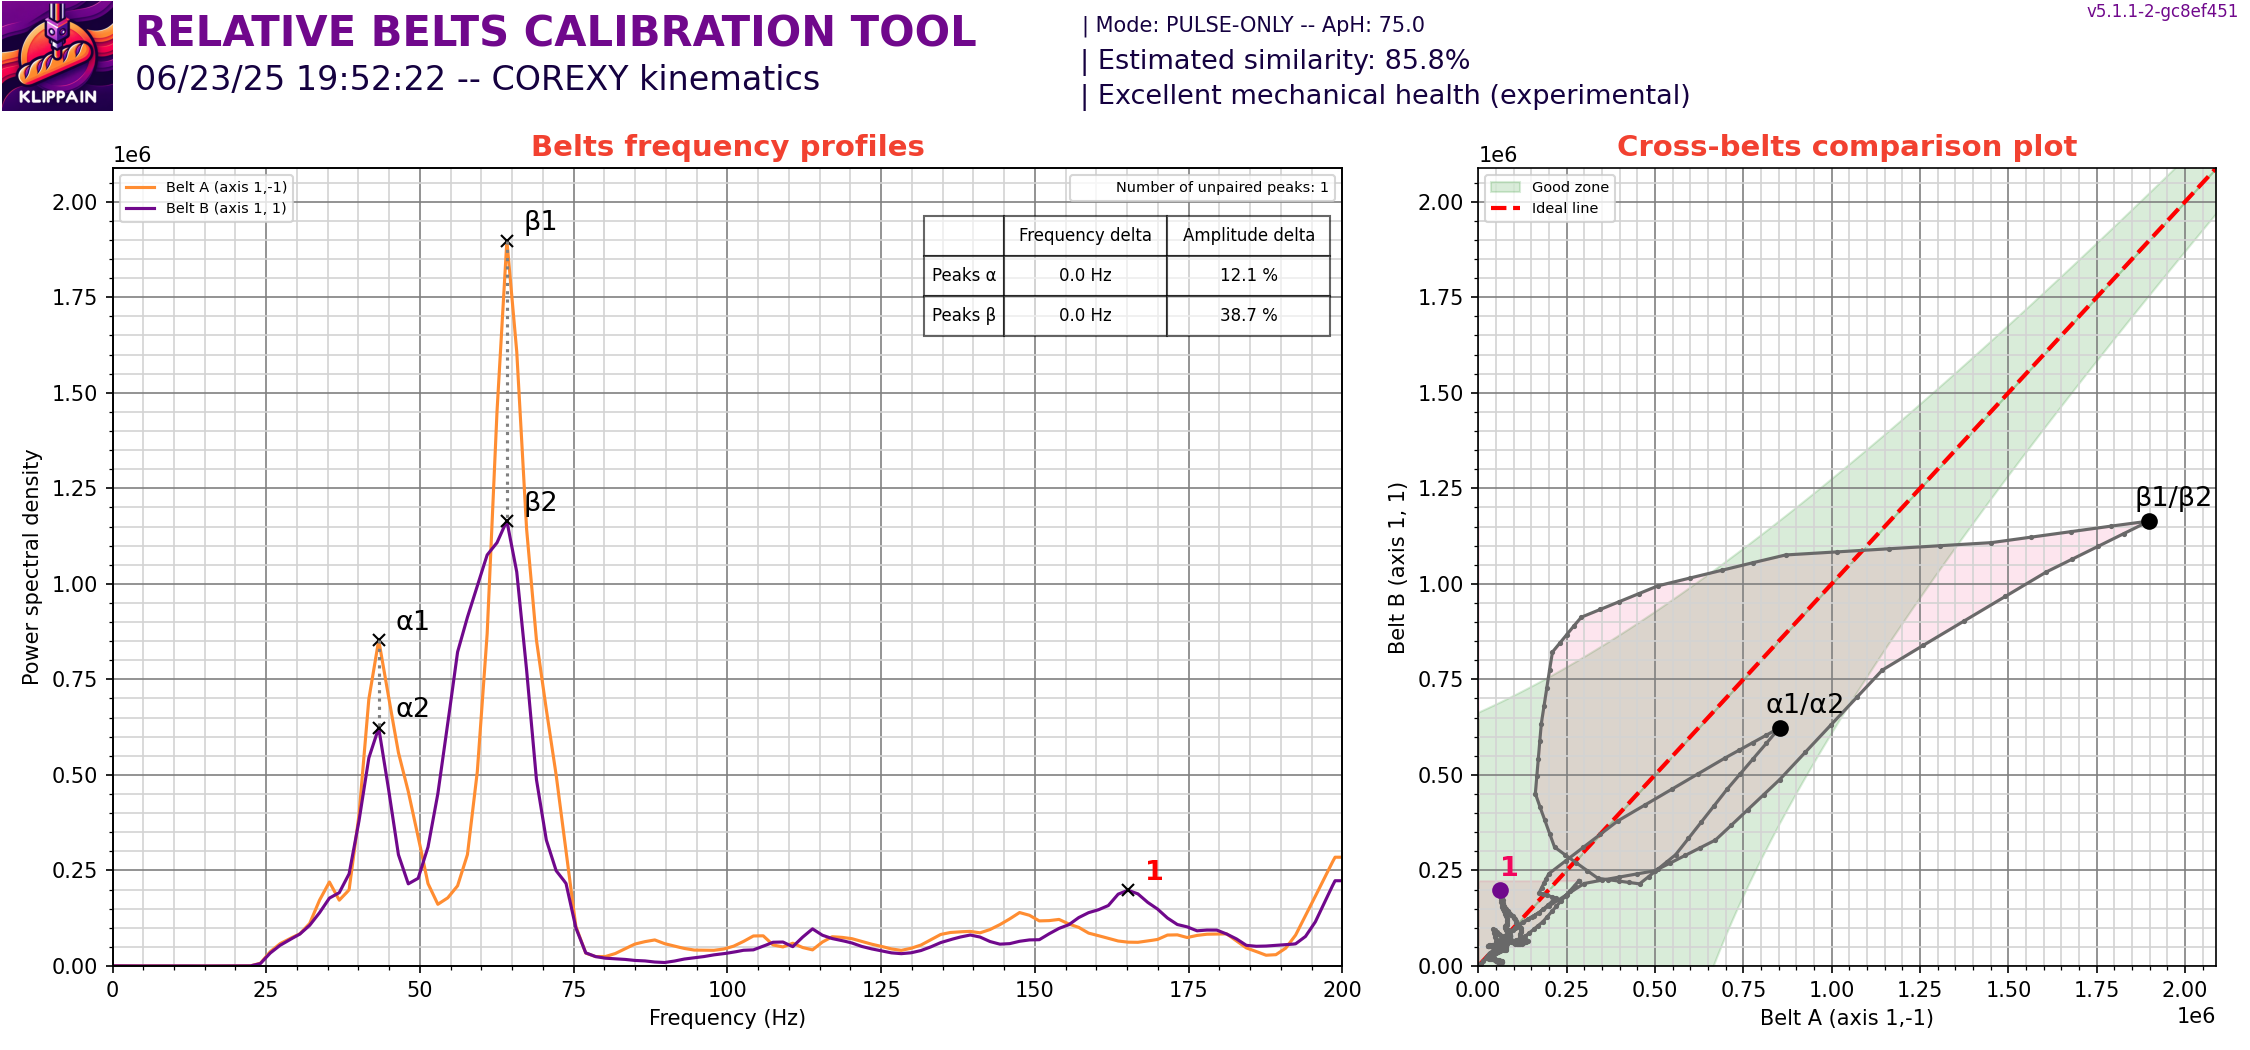 KLIPPAIN
RELATIVE BELTS CALIBRATION TOOL
06/23/25 19:52:22 -- COREXY kinematics
| Mode: PULSE-ONLY -- ApH: 75.0
| Estimated similarity: 85.8%
| Excellent mechanical health (experimental)
v5.1.1-2-gc8ef451
Belts frequency profiles
1e6
Belt A (axis 1,-1)
Belt B (axis 1, 1)
Number of unpaired peaks: 1
Frequency delta Amplitude delta
Peaks α 0.0 Hz 12.1 %
Peaks β 0.0 Hz 38.7 %
β1
β2
α1
α2
1
2.00
1.75
1.50
1.25
1.00
0.75
0.50
0.25
0.00
Power spectral density
0 25 50 75 100 125 150 175 200
Frequency (Hz)
Cross-belts comparison plot
1e6
Good zone
Ideal line
β1/β2
α1/α2
1
2.00
1.75
1.50
1.25
1.00
0.75
0.50
0.25
0.00
Belt B (axis 1, 1)
0.00 0.25 0.50 0.75 1.00 1.25 1.50 1.75 2.00
Belt A (axis 1,-1)
1e6